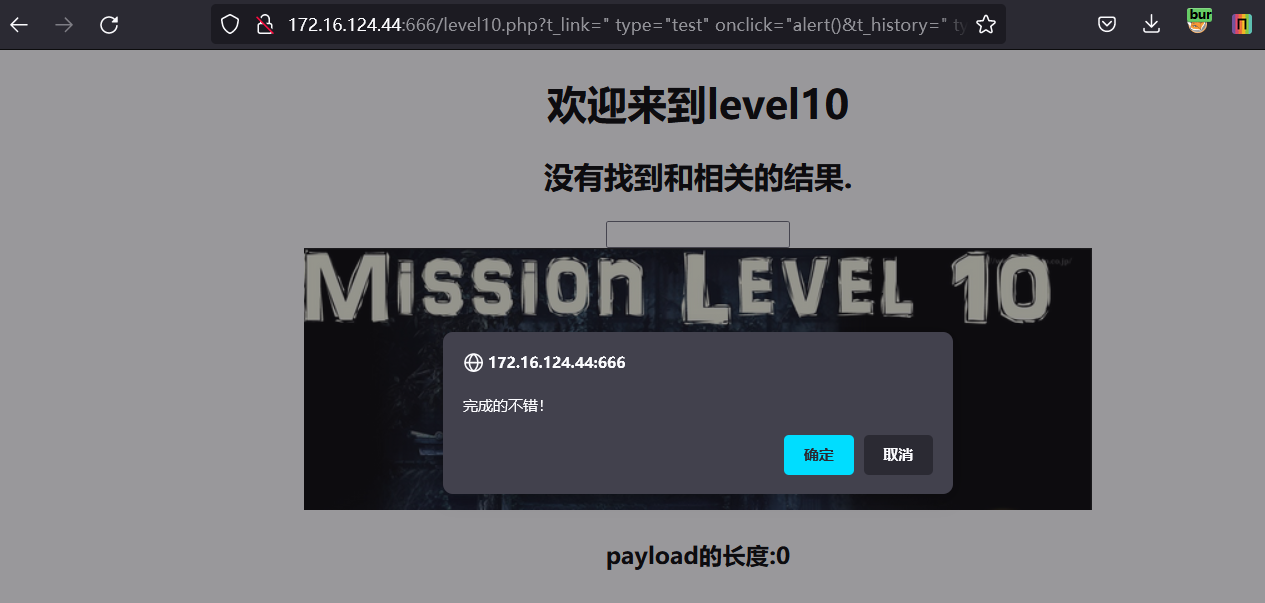 bur
172.16.124.44:666/level10.php?t_link=" type="test" onclick="alert()&t_history=" ty
欢迎来到level10
没有找到和相关的结果.
Mission Level 10
172.16.124.44:666
完成的不错！
确定 取消
payload的长度:0